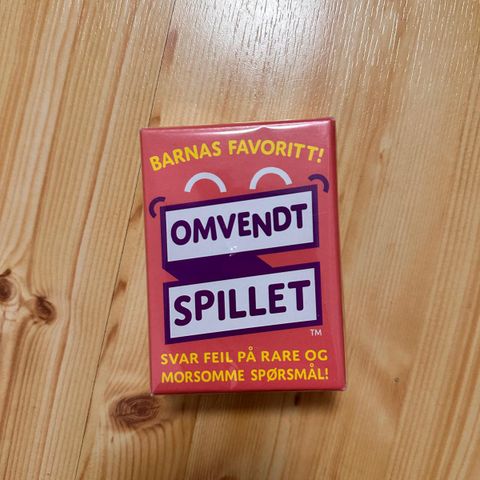 BARNAS FAVORITT!
OMVENDT
SPILLET
TM
SVAR FEIL PÅ RARE OG
MORSOMME SPØRSMÅL!